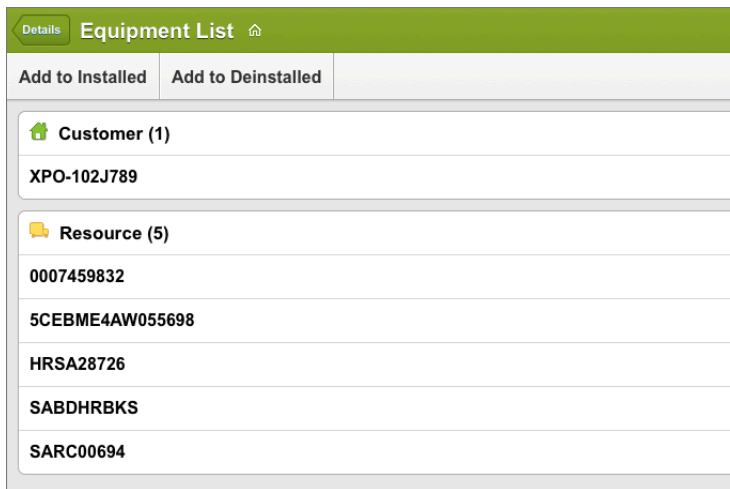 Details Equipment List
Add to Installed Add to Deinstalled
Customer (1)
XPO-102J789
Resource (5)
0007459832
5CEBME4AW055698
HRSA28726
SABDHRBKS
SARC00694